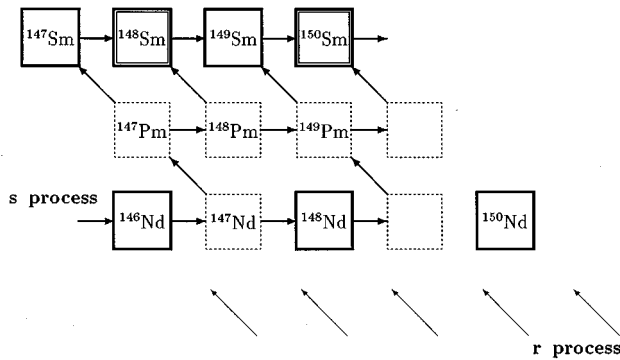 ¹⁴⁷Sm ¹⁴⁸Sm ¹⁴⁹Sm ¹⁵⁰Sm
¹⁴⁷Pm ¹⁴⁸Pm ¹⁴⁹Pm
s process
¹⁴⁶Nd ¹⁴⁷Nd ¹⁴⁸Nd ¹⁵⁰Nd
r process